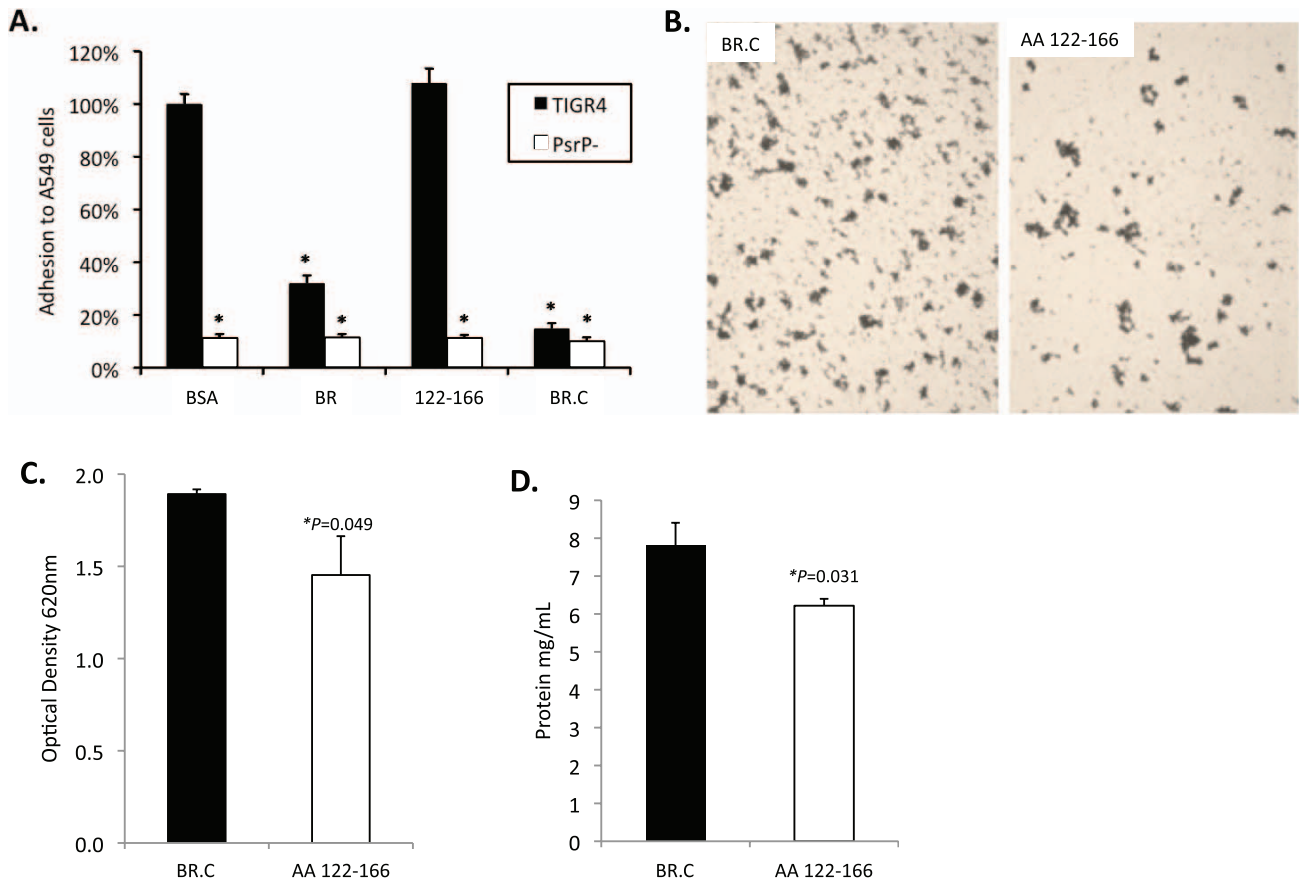 A.
120%
100%
80%
60%
40%
20%
0%
Adhesion to A549 cells
TIGR4
PsrP-
*
*
*
*
*
*
BSA
BR
122-166
BR.C
B.
BR.C
AA 122-166
C.
2.0
1.5
1.0
0.5
0.0
Optical Density 620nm
*P=0.049
BR.C
AA 122-166
D.
9
8
7
6
5
4
3
2
1
0
Protein mg/mL
*P=0.031
BR.C
AA 122-166